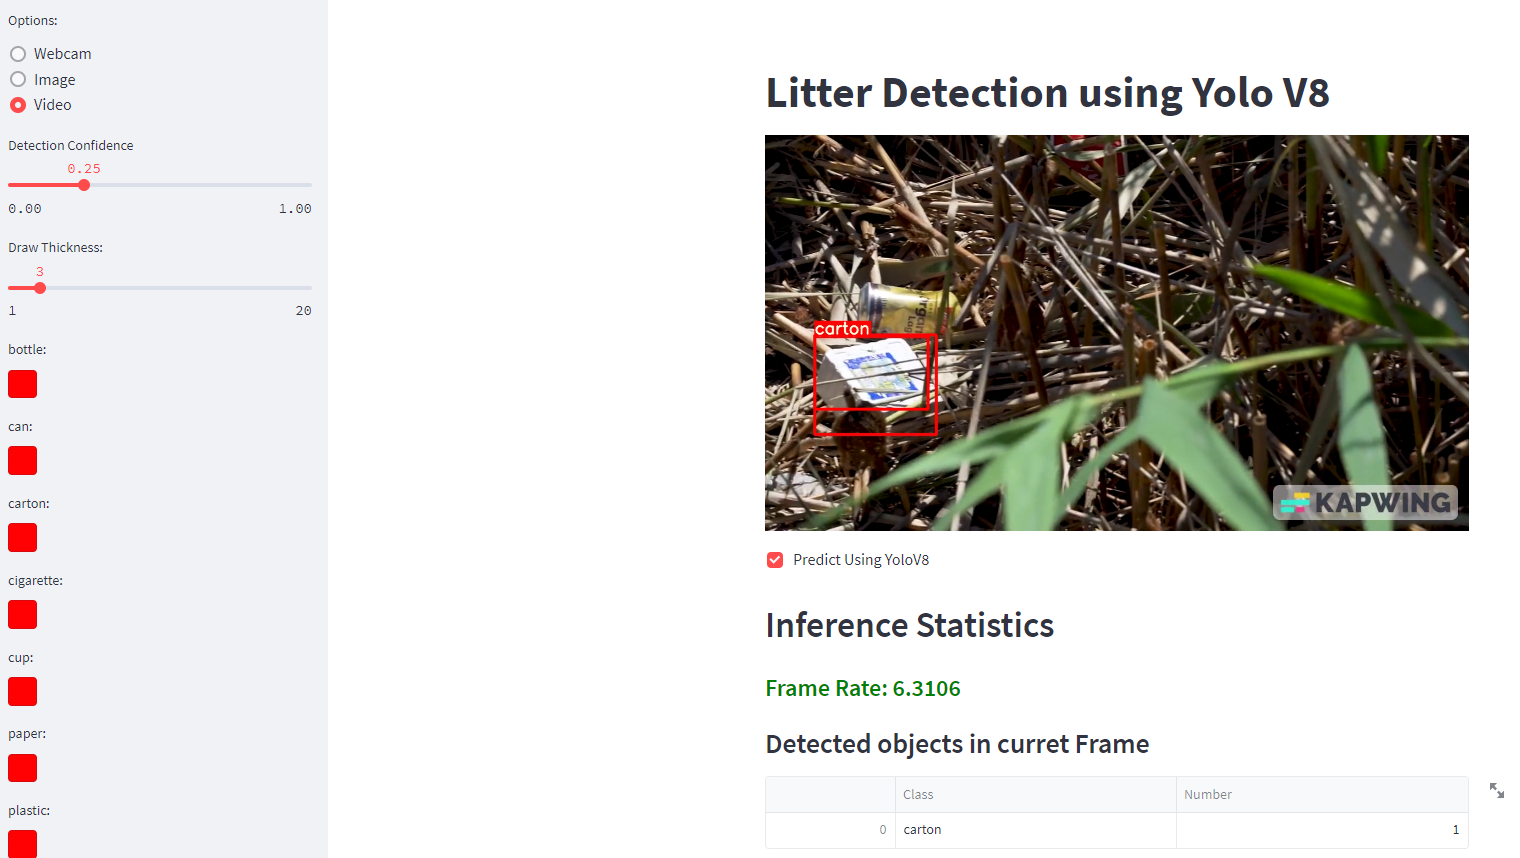 Options:
Webcam
Image
Video
Detection Confidence
0.25
0.00 1.00
Draw Thickness:
3
1 20
bottle:
can:
carton:
cigarette:
cup:
paper:
plastic:
Litter Detection using Yolo V8
carton
KAPWING
Predict Using YoloV8
Inference Statistics
Frame Rate: 6.3106
Detected objects in curret Frame
Class Number
0 carton 1